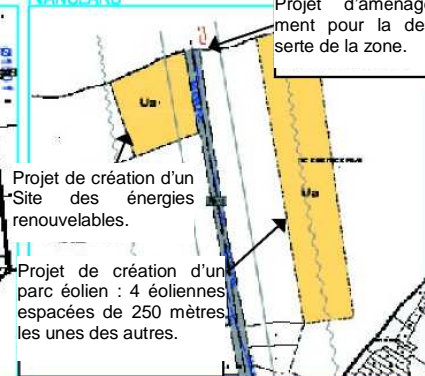 Projet d'aménage-
ment pour la des-
serte de la zone.
Ua
Projet de création d'un
Site des énergies
renouvelables.
Ua
Projet de création d'un
parc éolien : 4 éoliennes
espacées de 250 mètres
les unes des autres.